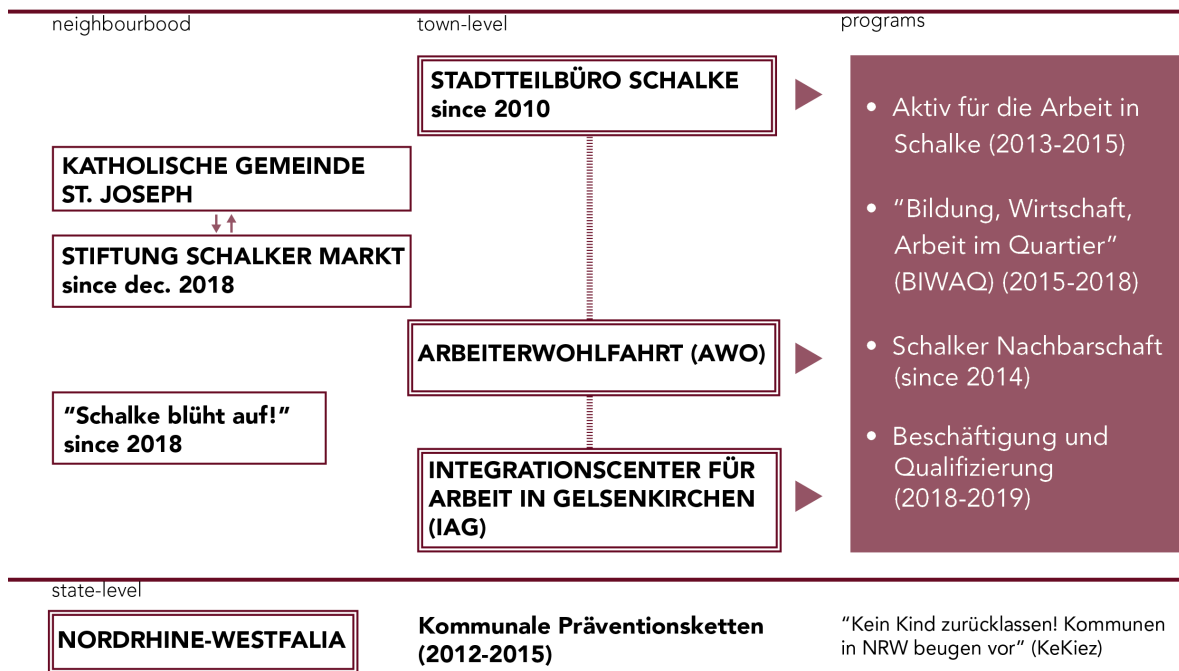 neighbourbood
town-level
programs
STADTTEILBÜRO SCHALKE
since 2010
KATHOLISCHE GEMEINDE
ST. JOSEPH
STIFTUNG SCHALKER MARKT
since dec. 2018
ARBEITERWOHLFAHRT (AWO)
"Schalke blüht auf!"
since 2018
INTEGRATIONSCENTER FÜR
ARBEIT IN GELSENKIRCHEN
(IAG)
• Aktiv für die Arbeit in
Schalke (2013-2015)
• “Bildung, Wirtschaft,
Arbeit im Quartier”
(BIWAQ) (2015-2018)
• Schalker Nachbarschaft
(since 2014)
• Beschäftigung und
Qualifizierung
(2018-2019)
state-level
NORDRHINE-WESTFALIA
Kommunale Präventionsketten
(2012-2015)
“Kein Kind zurücklassen! Kommunen
in NRW beugen vor” (KeKiez)